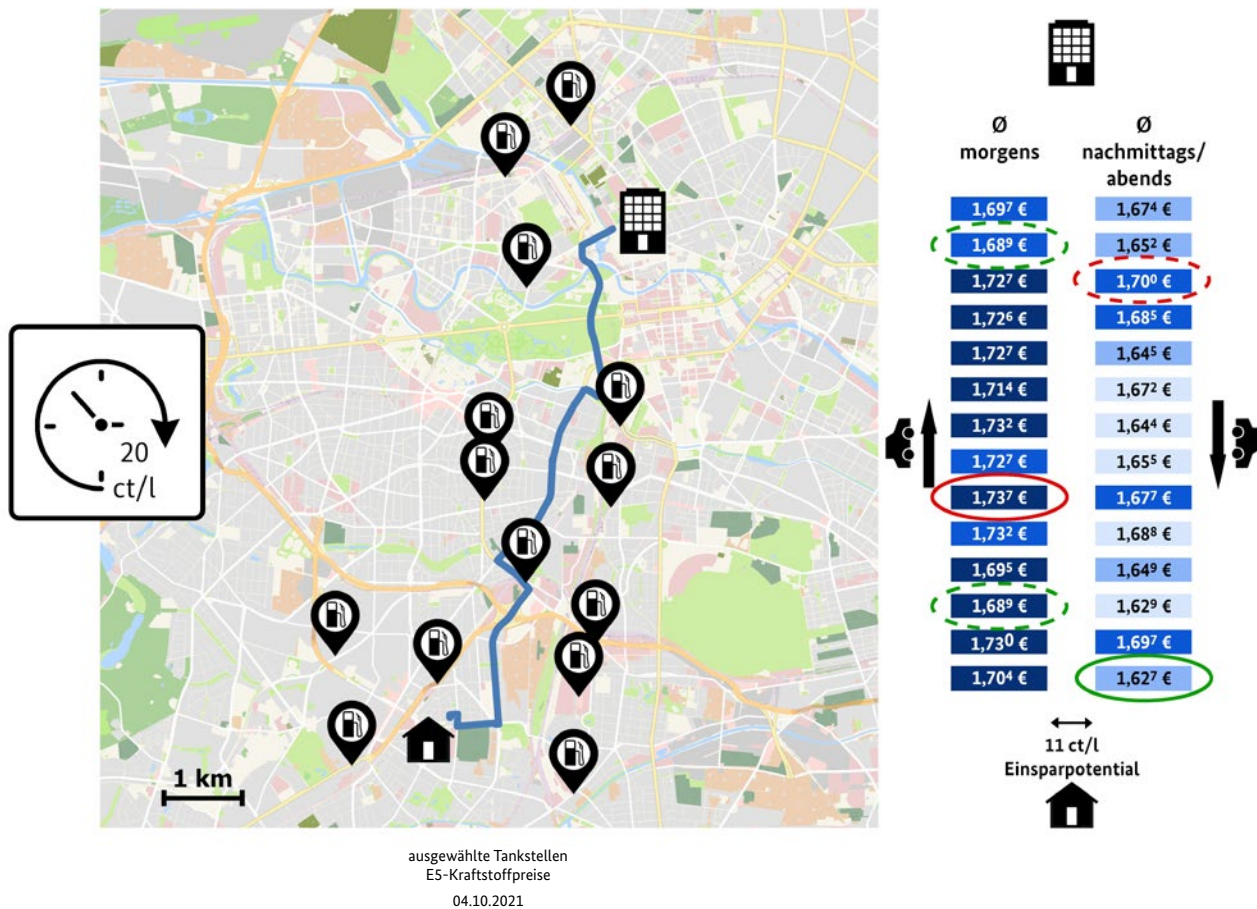 20
ct/l
1 km
ausgewählte Tankstellen
E5-Kraftstoffpreise
04.10.2021
Ø
morgens
Ø
nachmittags/
abends
1,69⁷ € 1,67⁴ €
1,68⁹ € 1,65² €
1,72⁷ € 1,70⁰ €
1,72⁶ € 1,68⁵ €
1,72⁷ € 1,64⁵ €
1,71⁴ € 1,67² €
1,73² € 1,64⁴ €
1,72⁷ € 1,65⁵ €
1,73⁷ € 1,67⁷ €
1,73² € 1,68⁸ €
1,69⁵ € 1,64⁹ €
1,68⁹ € 1,62⁹ €
1,73⁰ € 1,69⁷ €
1,70⁴ € 1,62⁷ €
11 ct/l
Einsparpotential